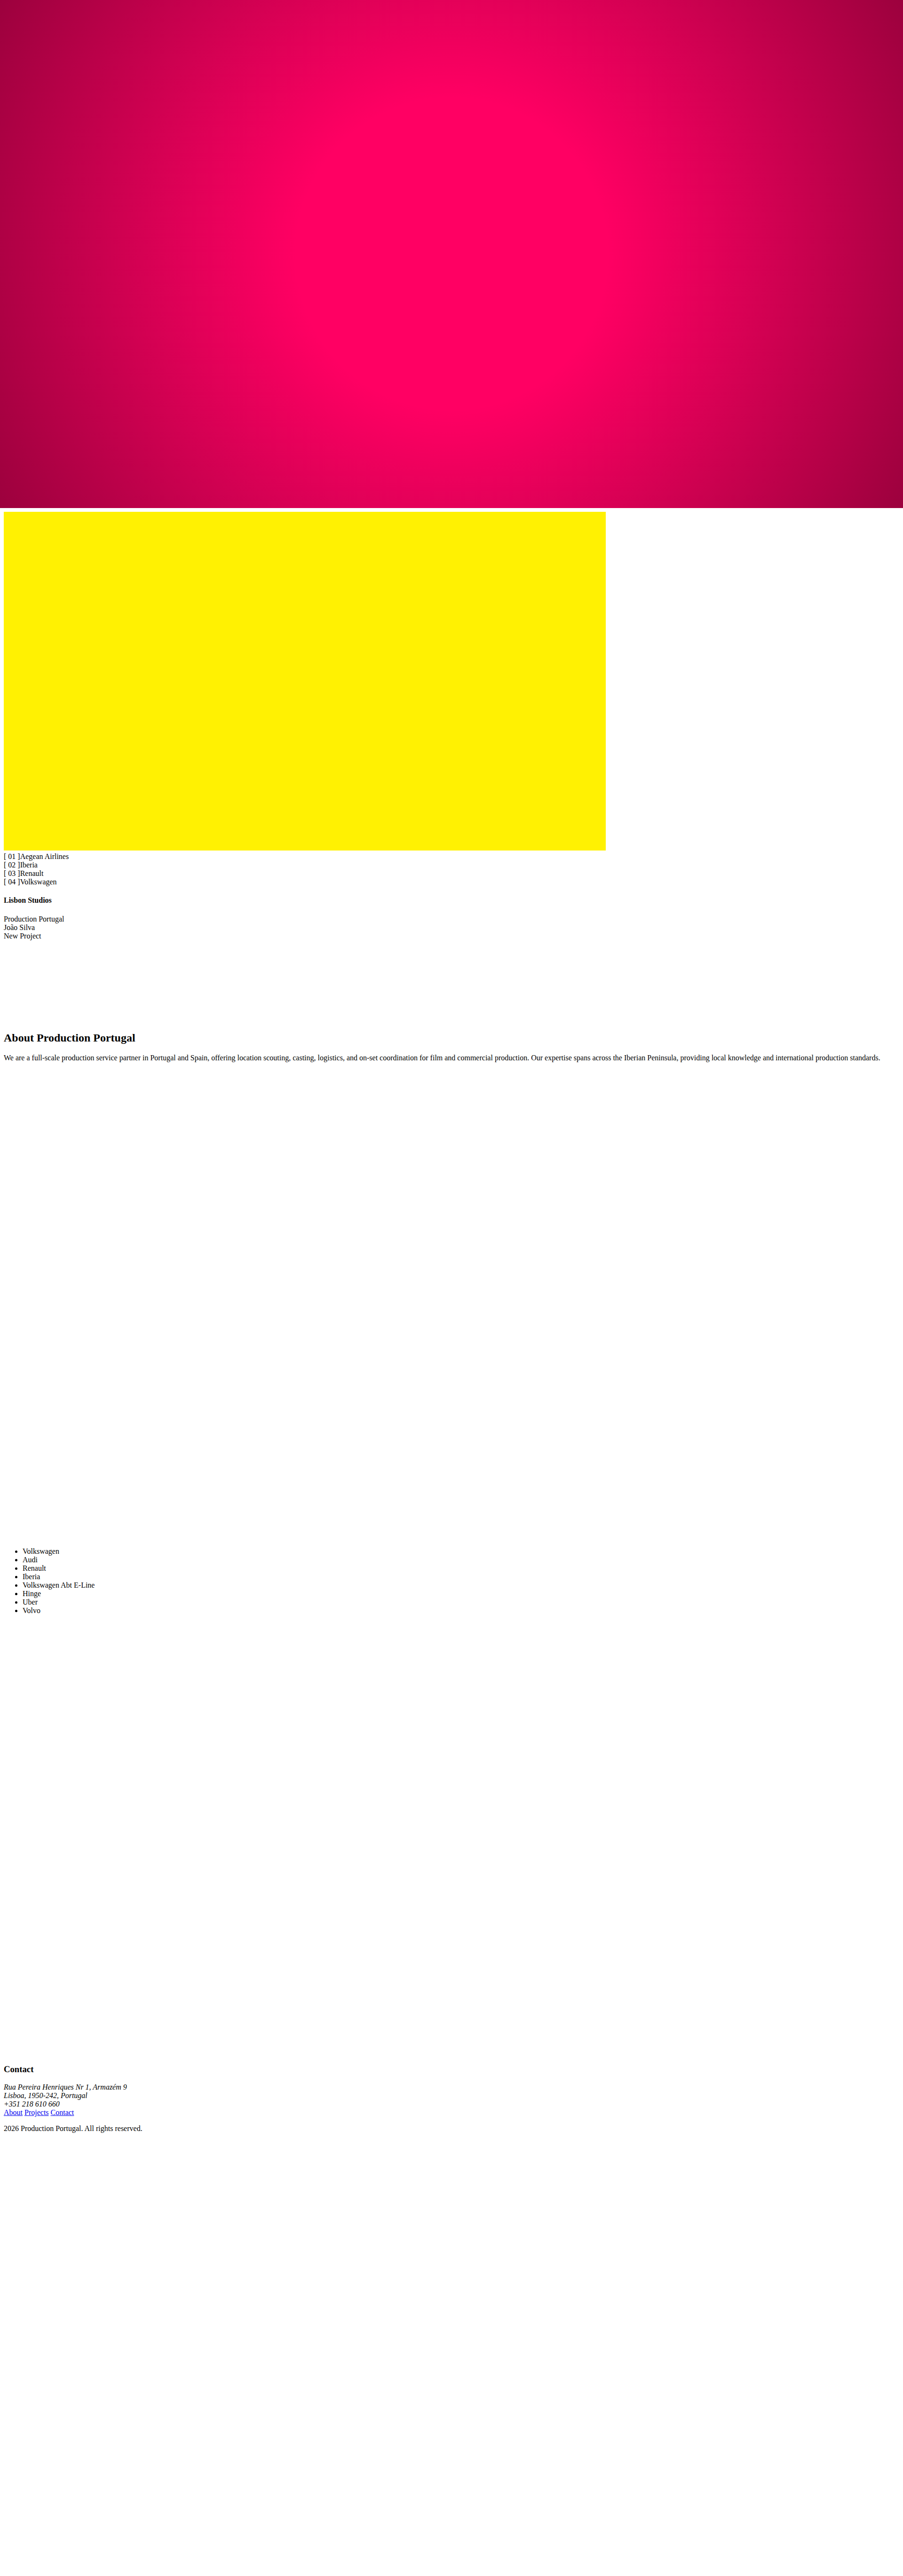 [ 01 ]Aegean Airlines
[ 02 ]Iberia
[ 03 ]Renault
[ 04 ]Volkswagen
Lisbon Studios
Production Portugal
João Silva
New Project
About Production Portugal
We are a full-scale production service partner in Portugal and Spain, offering location scouting, casting, logistics, and on-set coordination for film and commercial production. Our expertise spans across the Iberian Peninsula, providing local knowledge and international production standards.
Volkswagen
Audi
Renault
Iberia
Volkswagen Abt E-Line
Hinge
Uber
Volvo
Contact
Rua Pereira Henriques Nr 1, Armazém 9
Lisboa, 1950-242, Portugal
+351 218 610 660
About Projects Contact
2026 Production Portugal. All rights reserved.